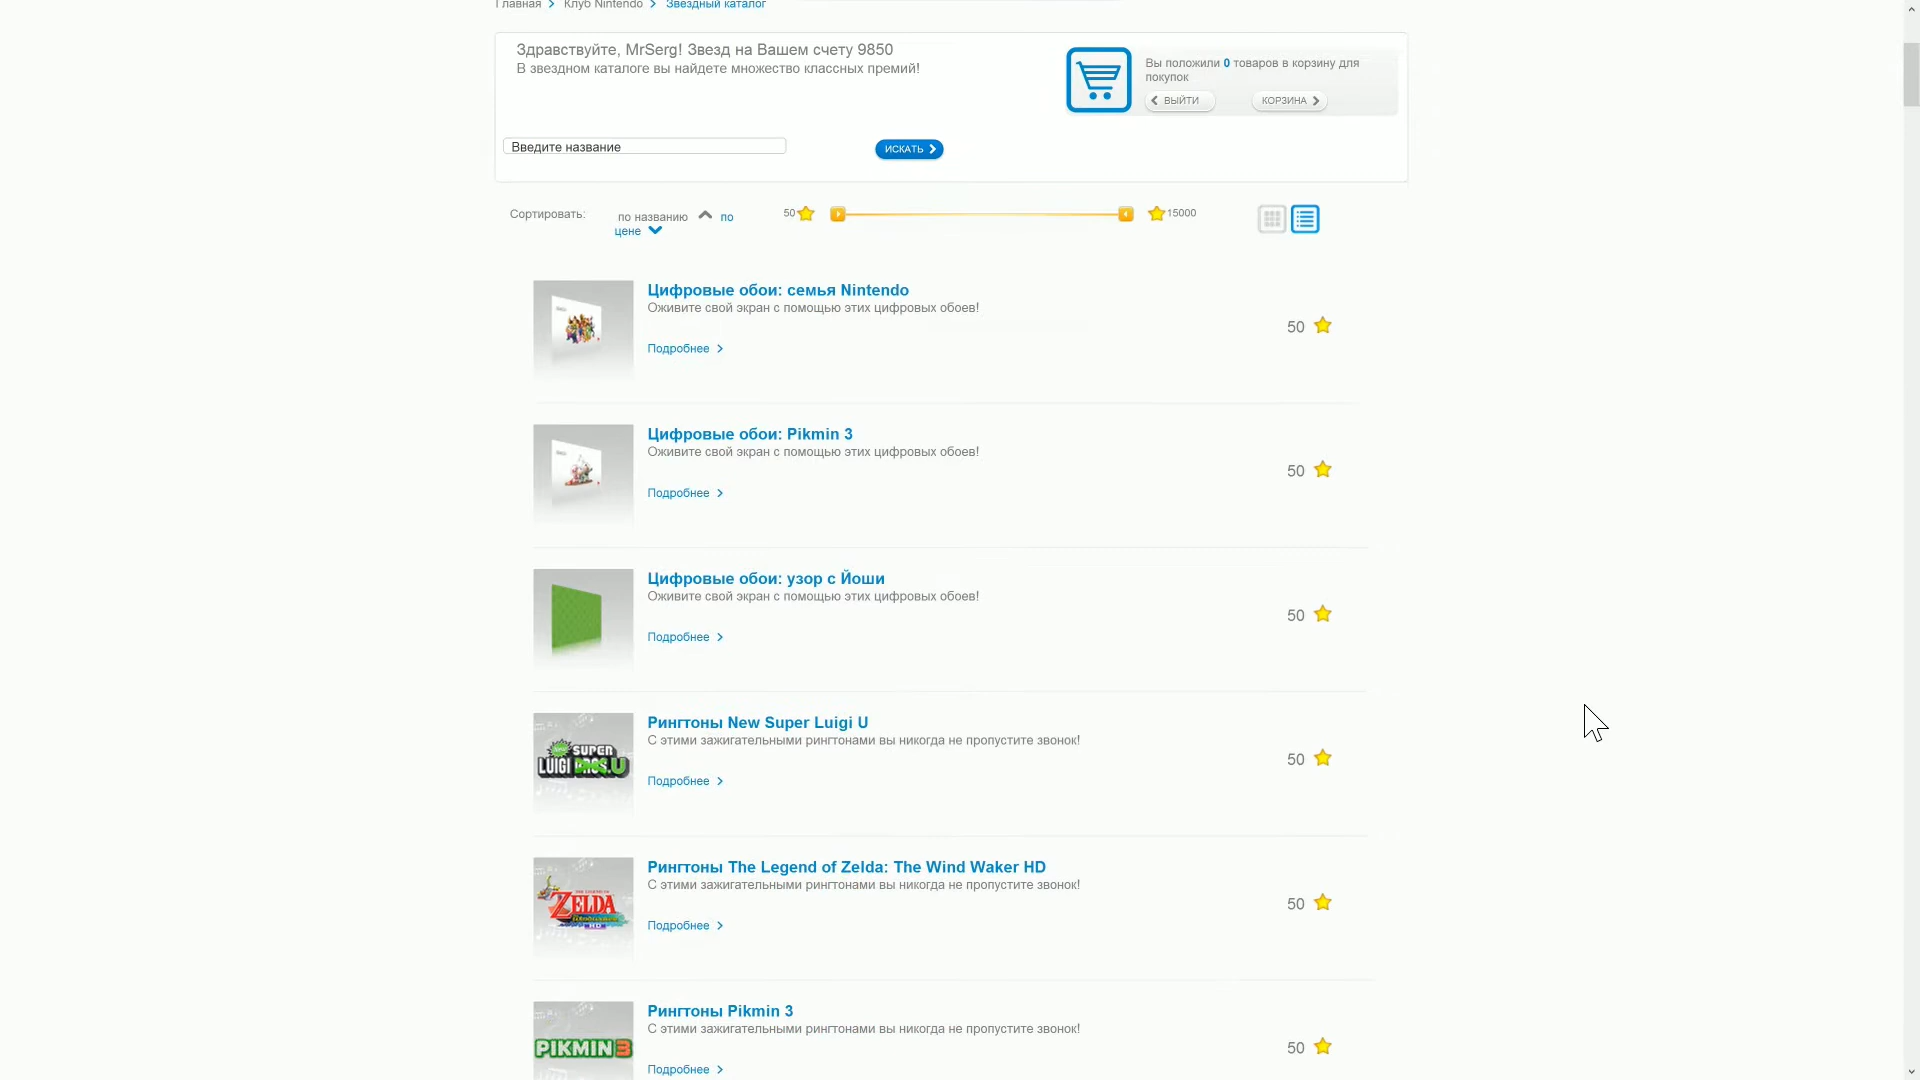 Главная > Клуб Nintendo > Звездный каталог
Здравствуйте, MrSerg! Звезд на Вашем счету 9850
В звездном каталоге вы найдете множество классных премий!
Вы положили 0 товаров в корзину для
покупок
ВЫЙТИ
КОРЗИНА
Введите название
ИСКАТЬ
Сортировать:
по названию по
цене
50
15000
Цифровые обои: семья Nintendo
Оживите свой экран с помощью этих цифровых обоев!
50
Подробнее
Цифровые обои: Pikmin 3
Оживите свой экран с помощью этих цифровых обоев!
50
Подробнее
Цифровые обои: узор с Йоши
Оживите свой экран с помощью этих цифровых обоев!
50
Подробнее
SUPER
LUIGI U
Рингтоны New Super Luigi U
С этими зажигательными рингтонами вы никогда не пропустите звонок!
50
Подробнее
ZELDA
HD
Рингтоны The Legend of Zelda: The Wind Waker HD
С этими зажигательными рингтонами вы никогда не пропустите звонок!
50
Подробнее
PIKMIN 3
Рингтоны Pikmin 3
С этими зажигательными рингтонами вы никогда не пропустите звонок!
50
Подробнее